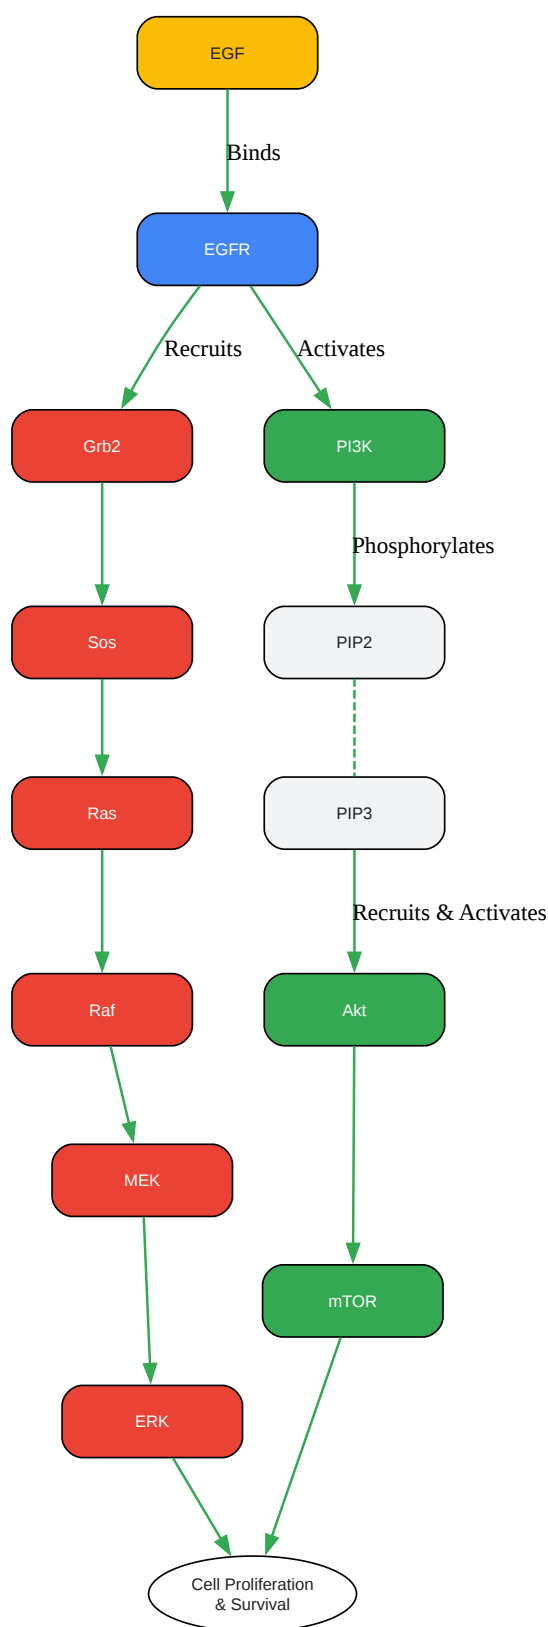 EGF
Binds
EGFR
Recruits
Activates
Grb2
PI3K
Phosphorylates
Sos
PIP2
Ras
PIP3
Recruits & Activates
Raf
Akt
MEK
mTOR
ERK
Cell Proliferation
& Survival